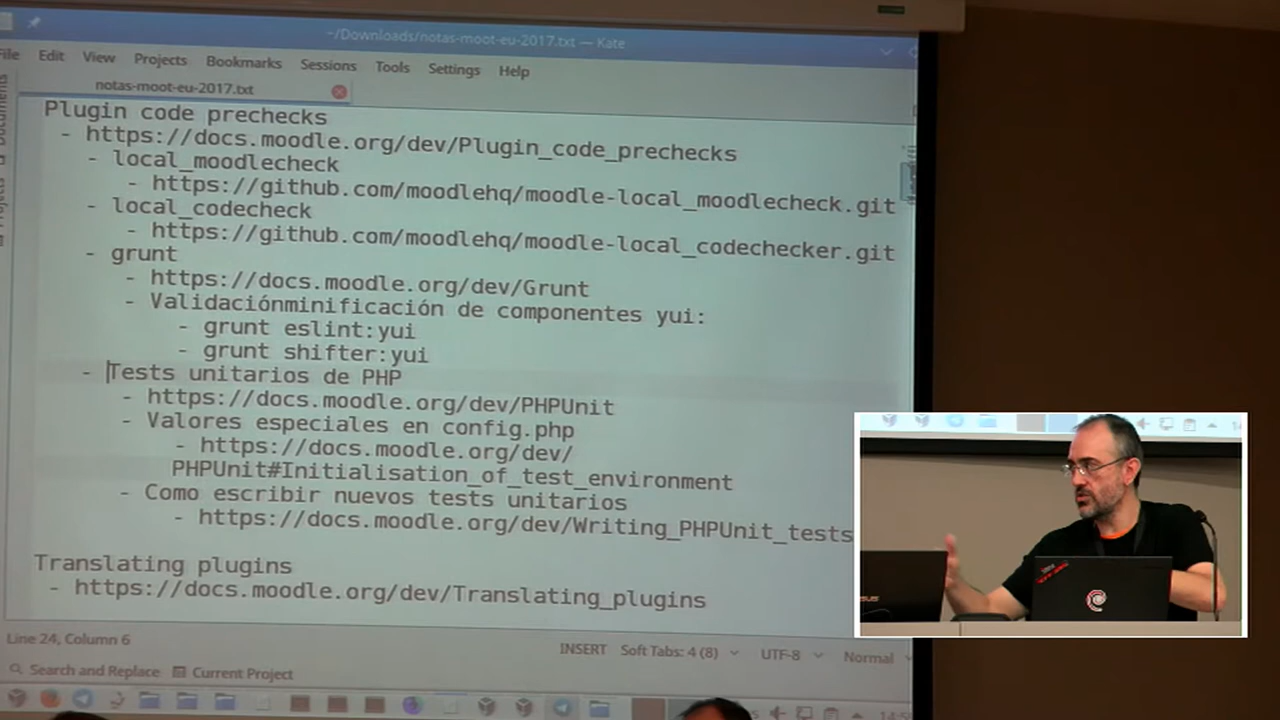 ~/Downloads/notas-moot-eu-2017.txt — Kate
File Edit View Projects Bookmarks Sessions Tools Settings Help
notas-moot-eu-2017.txt
Plugin code prechecks
- https://docs.moodle.org/dev/Plugin_code_prechecks
- local_moodlecheck
- https://github.com/moodlehq/moodle-local_moodlecheck.git
- local_codecheck
- https://github.com/moodlehq/moodle-local_codechecker.git
- grunt
- https://docs.moodle.org/dev/Grunt
- Validaciónminificación de componentes yui:
- grunt eslint:yui
- grunt shifter:yui
- Tests unitarios de PHP
- https://docs.moodle.org/dev/PHPUnit
- Valores especiales en config.php
- https://docs.moodle.org/dev/
PHPUnit#Initialisation_of_test_environment
- Como escribir nuevos tests unitarios
- https://docs.moodle.org/dev/Writing_PHPUnit_tests
Translating plugins
- https://docs.moodle.org/dev/Translating_plugins
Line 24, Column 6
INSERT Soft Tabs: 4 (8) UTF-8 Normal
Search and Replace Current Project